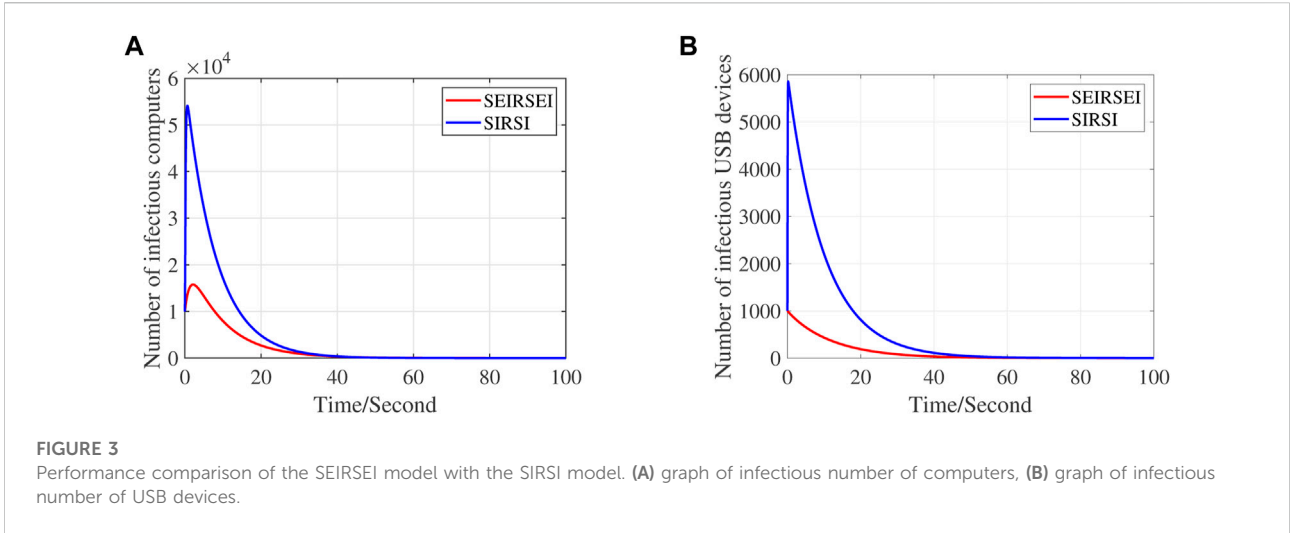 A
×10⁴
6
5
4
3
2
1
0
0 20 40 60 80 100
Number of infectious computers
Time/Second
SEIRSEI
SIRSI
B
6000
5000
4000
3000
2000
1000
0
0 20 40 60 80 100
Number of infectious USB devices
Time/Second
SEIRSEI
SIRSI
FIGURE 3
Performance comparison of the SEIRSEI model with the SIRSI model. (A) graph of infectious number of computers, (B) graph of infectious
number of USB devices.